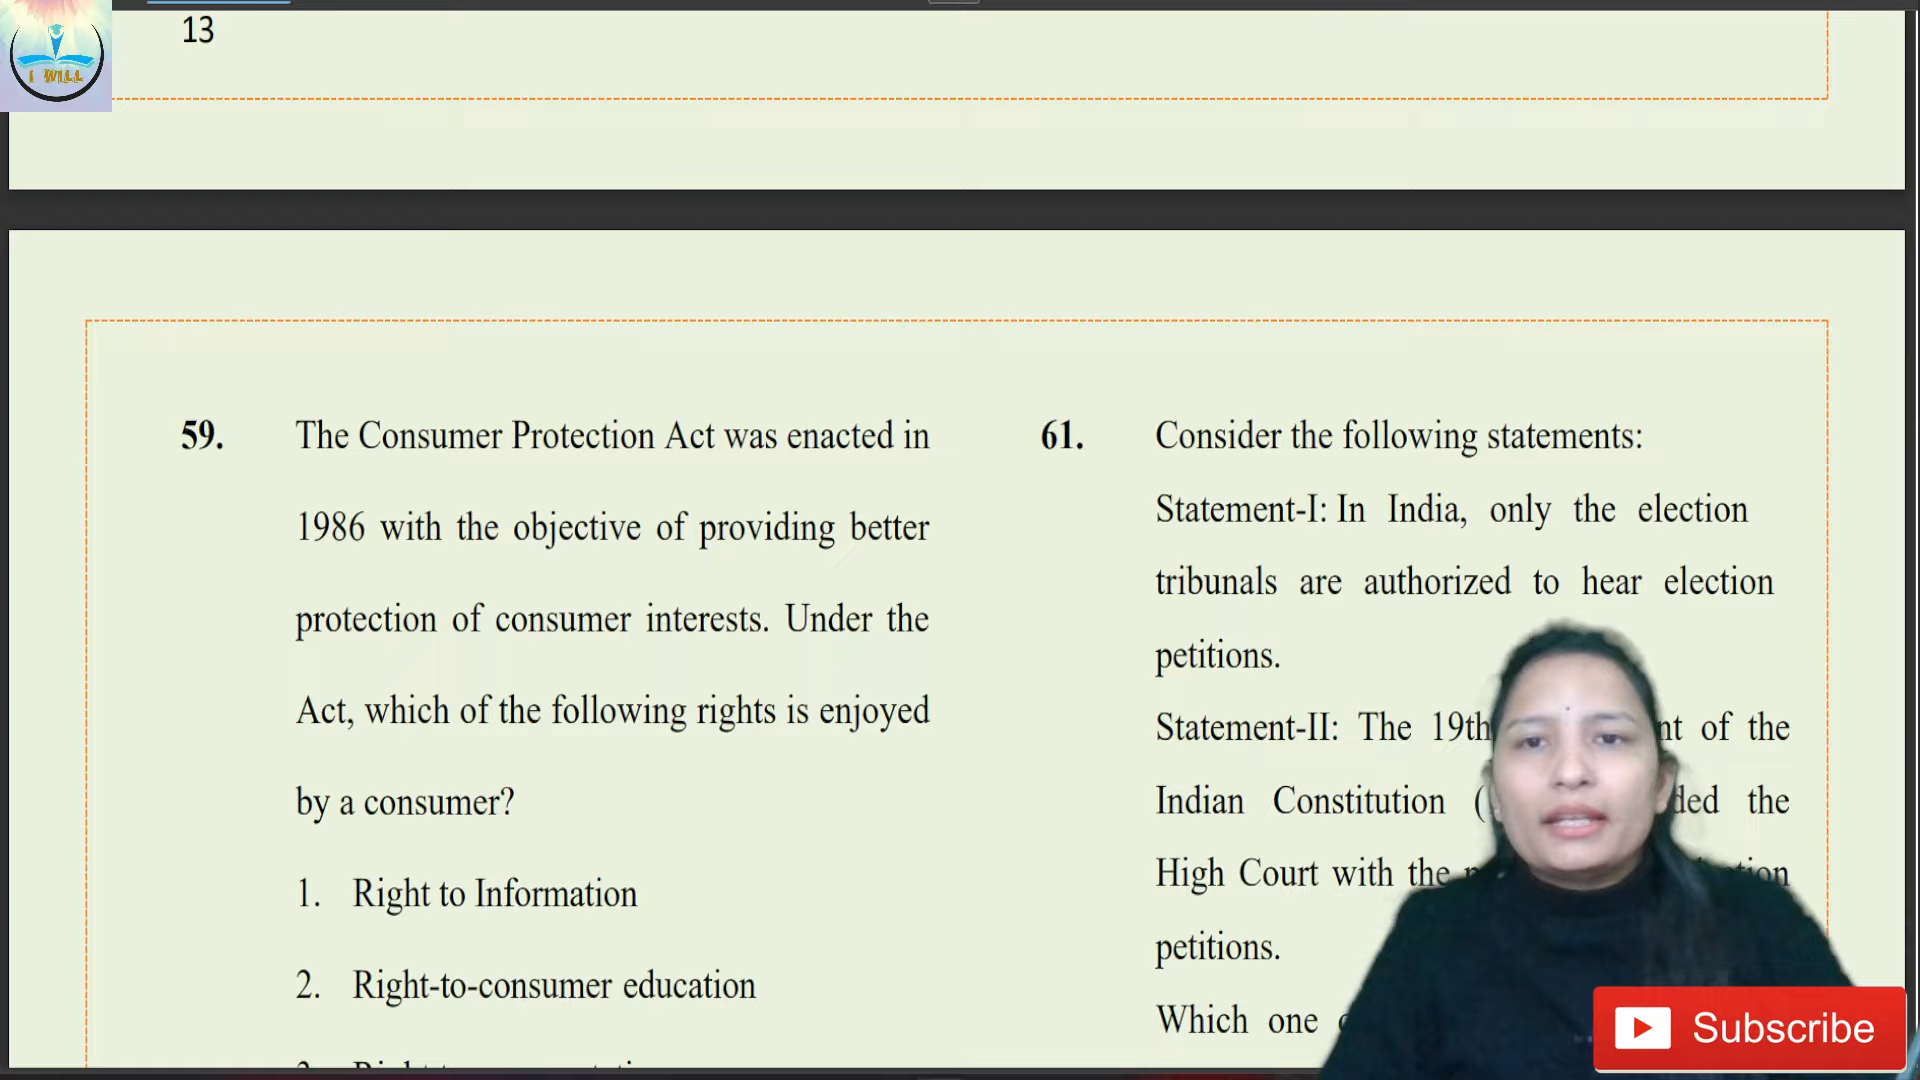 I WILL
13
59. The Consumer Protection Act was enacted in
1986 with the objective of providing better
protection of consumer interests. Under the
Act, which of the following rights is enjoyed
by a consumer?
1. Right to Information
2. Right-to-consumer education
61. Consider the following statements:
Statement-I: In India, only the election
tribunals are authorized to hear election
petitions.
Statement-II: The 19th of the
Indian Constitution ( the
High Court with the
petitions.
Which one
Subscribe